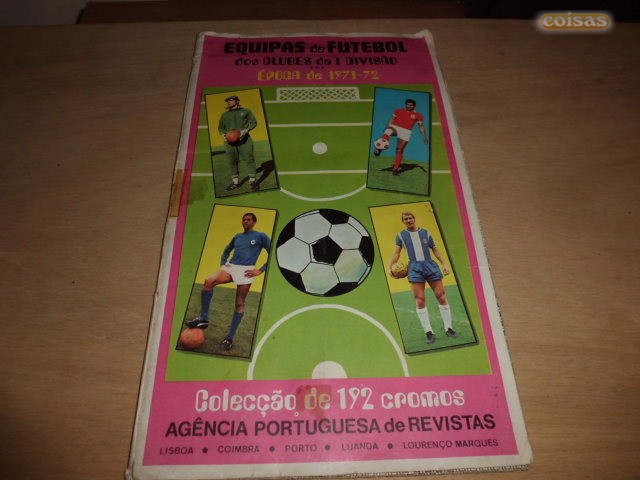 coisas
EQUIPAS de FUTEBOL
dos CLUBES da I DIVISÃO
ÉPOCA de 1971-72
Colecção de 192 cromos
AGÊNCIA PORTUGUESA de REVISTAS
LISBOA ★ COIMBRA ★ PORTO ★ LUANDA ★ LOURENÇO MARQUES